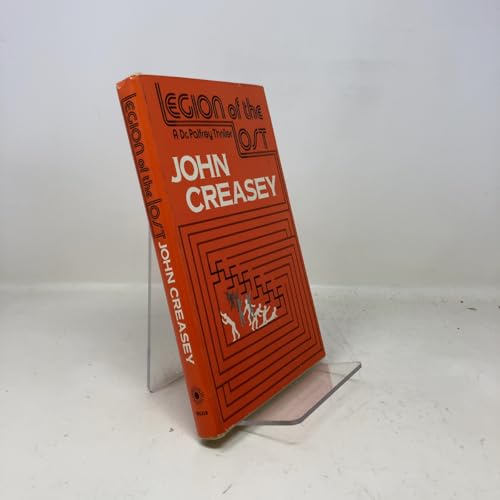 LEGION of the
LOST
A Dr. Palfrey Thriller
JOHN
CREASEY
LEGION of the LOST
JOHN CREASEY